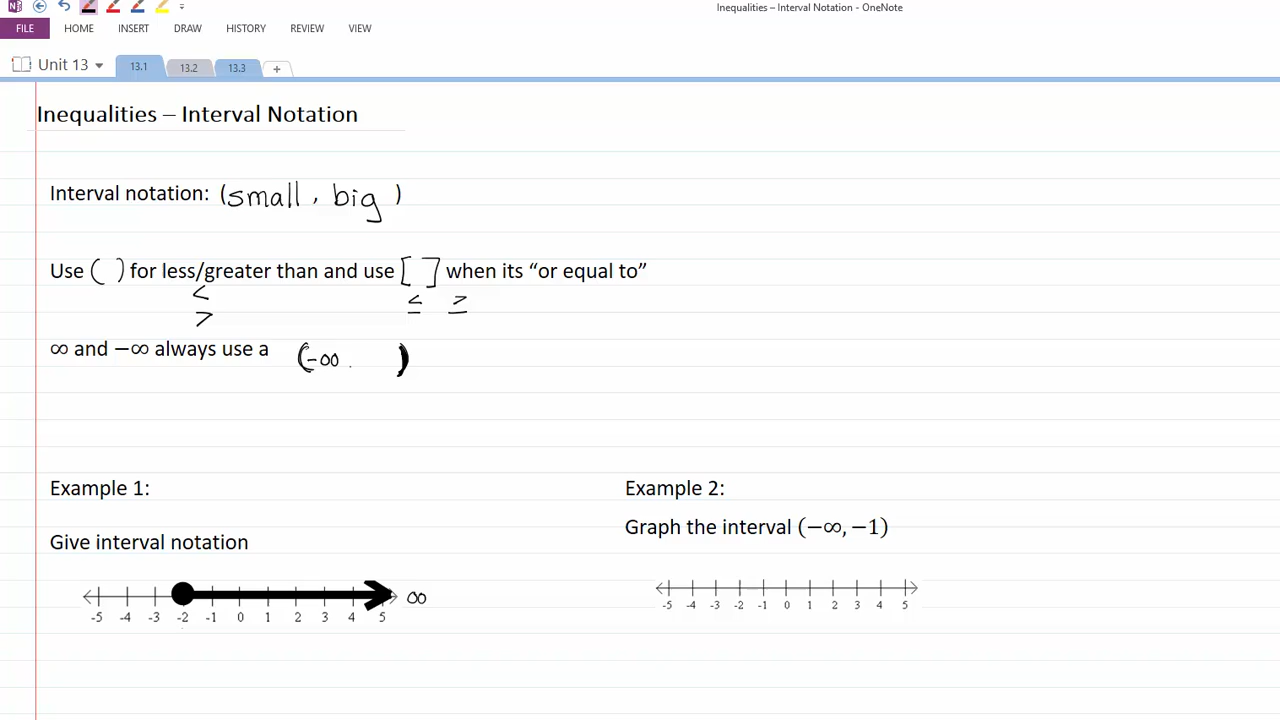 Inequalities – Interval Notation - OneNote
FILE HOME INSERT DRAW HISTORY REVIEW VIEW
Unit 13 13.1 13.2 13.3 +
Inequalities – Interval Notation
Interval notation: (small, big)
Use ( ) for less/greater than and use [ ] when its “or equal to”
< ≤ ≥
>
∞ and −∞ always use a (-∞, )
Example 1: Example 2:
Graph the interval (−∞, −1)
Give interval notation
∞
-5 -4 -3 -2 -1 0 1 2 3 4 5
-5 -4 -3 -2 -1 0 1 2 3 4 5